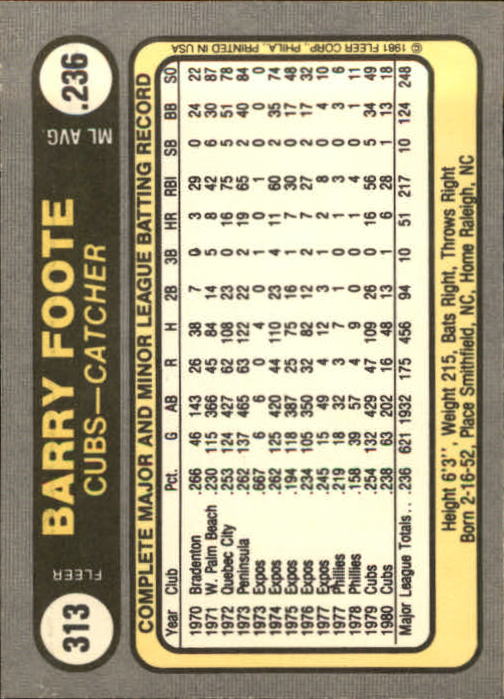 313
FLEER
BARRY FOOTE
CUBS—CATCHER
ML AVG.
.236
COMPLETE MAJOR AND MINOR LEAGUE BATTING RECORD
Year Club Pct. G AB R H 2B 3B HR RBI SB BB SO
1970 Bradenton .266 46 143 26 38 7 0 3 29 0 24 22
1971 W. Palm Beach .230 115 366 45 84 14 5 8 42 6 30 87
1972 Quebec City .253 124 427 62 108 23 2 16 75 5 51 78
1973 Peninsula .262 137 465 63 122 22 0 19 65 2 40 84
1973 Expos .667 6 6 0 4 0 1 0 1 0 0 0
1974 Expos .262 125 420 44 110 23 4 11 60 2 35 74
1975 Expos .194 118 387 25 75 16 1 7 30 0 17 48
1976 Expos .234 105 350 32 82 12 2 7 27 2 17 32
1977 Expos .245 15 49 4 12 3 1 2 8 0 4 10
1977 Phillies .219 18 32 3 7 1 0 1 3 0 3 6
1978 Phillies .158 39 57 4 9 0 0 1 4 0 1 11
1979 Cubs .254 132 429 47 109 26 0 16 56 5 34 49
1980 Cubs .238 63 202 16 48 13 1 6 28 1 13 18
Major League Totals . . .236 621 1932 175 456 94 10 51 217 10 124 248
Height 6'3'', Weight 215, Bats Right, Throws Right
Born 2-16-52, Place Smithfield, NC, Home Raleigh, NC
© 1981 FLEER CORP., PHILA., PRINTED IN USA